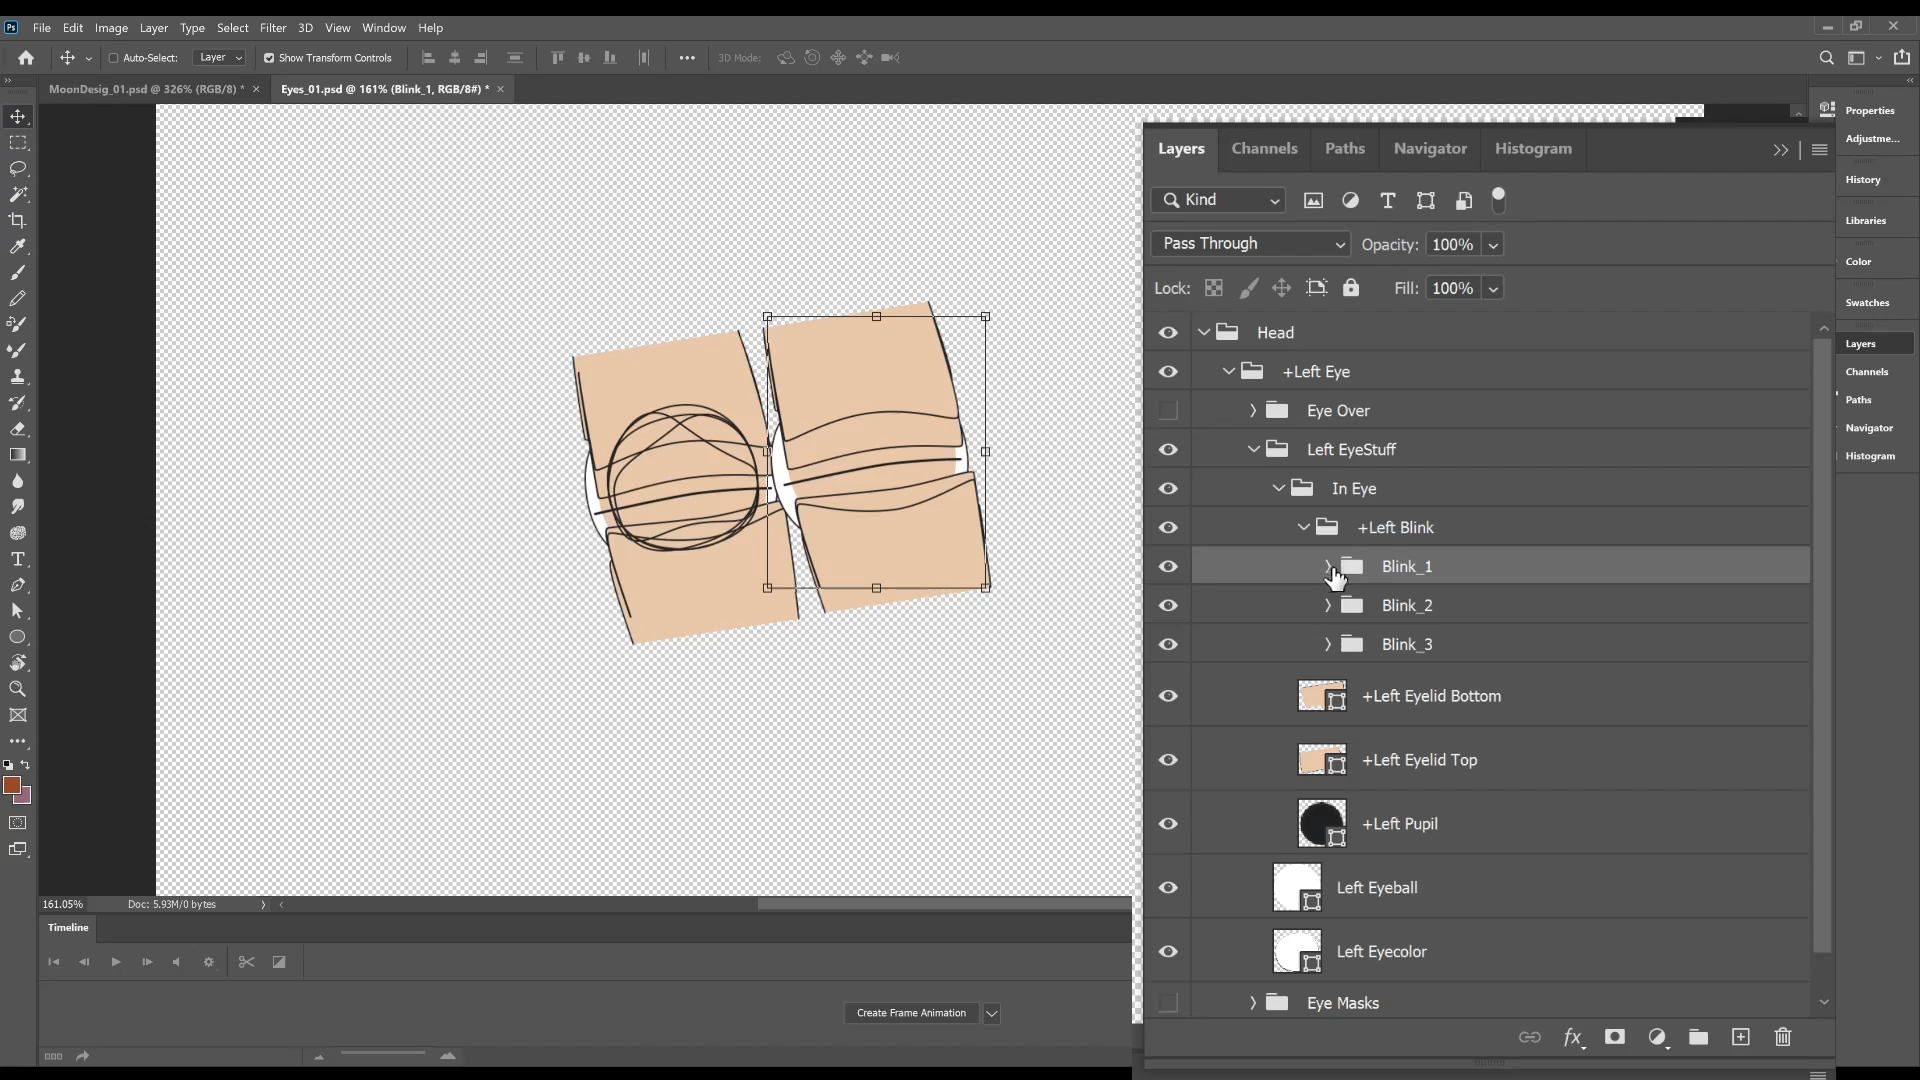 Ps File Edit Image Layer Type Select Filter 3D View Window Help
Auto-Select: Layer Show Transform Controls 3D Mode:
MoonDesig_01.psd @ 326% (RGB/8) * × Eyes_01.psd @ 161% (Blink_1, RGB/8#) * ×
Properties
Adjustme...
History
Libraries
Color
Swatches
Layers
Channels
Paths
Navigator
Histogram
Layers Channels Paths Navigator Histogram
Kind
Pass Through Opacity: 100%
Lock: Fill: 100%
Head
+Left Eye
Eye Over
Left EyeStuff
In Eye
+Left Blink
Blink_1
Blink_2
Blink_3
+Left Eyelid Bottom
+Left Eyelid Top
+Left Pupil
Left Eyeball
Left Eyecolor
Eye Masks
fx
161.05% Doc: 5.93M/0 bytes
Timeline
Create Frame Animation